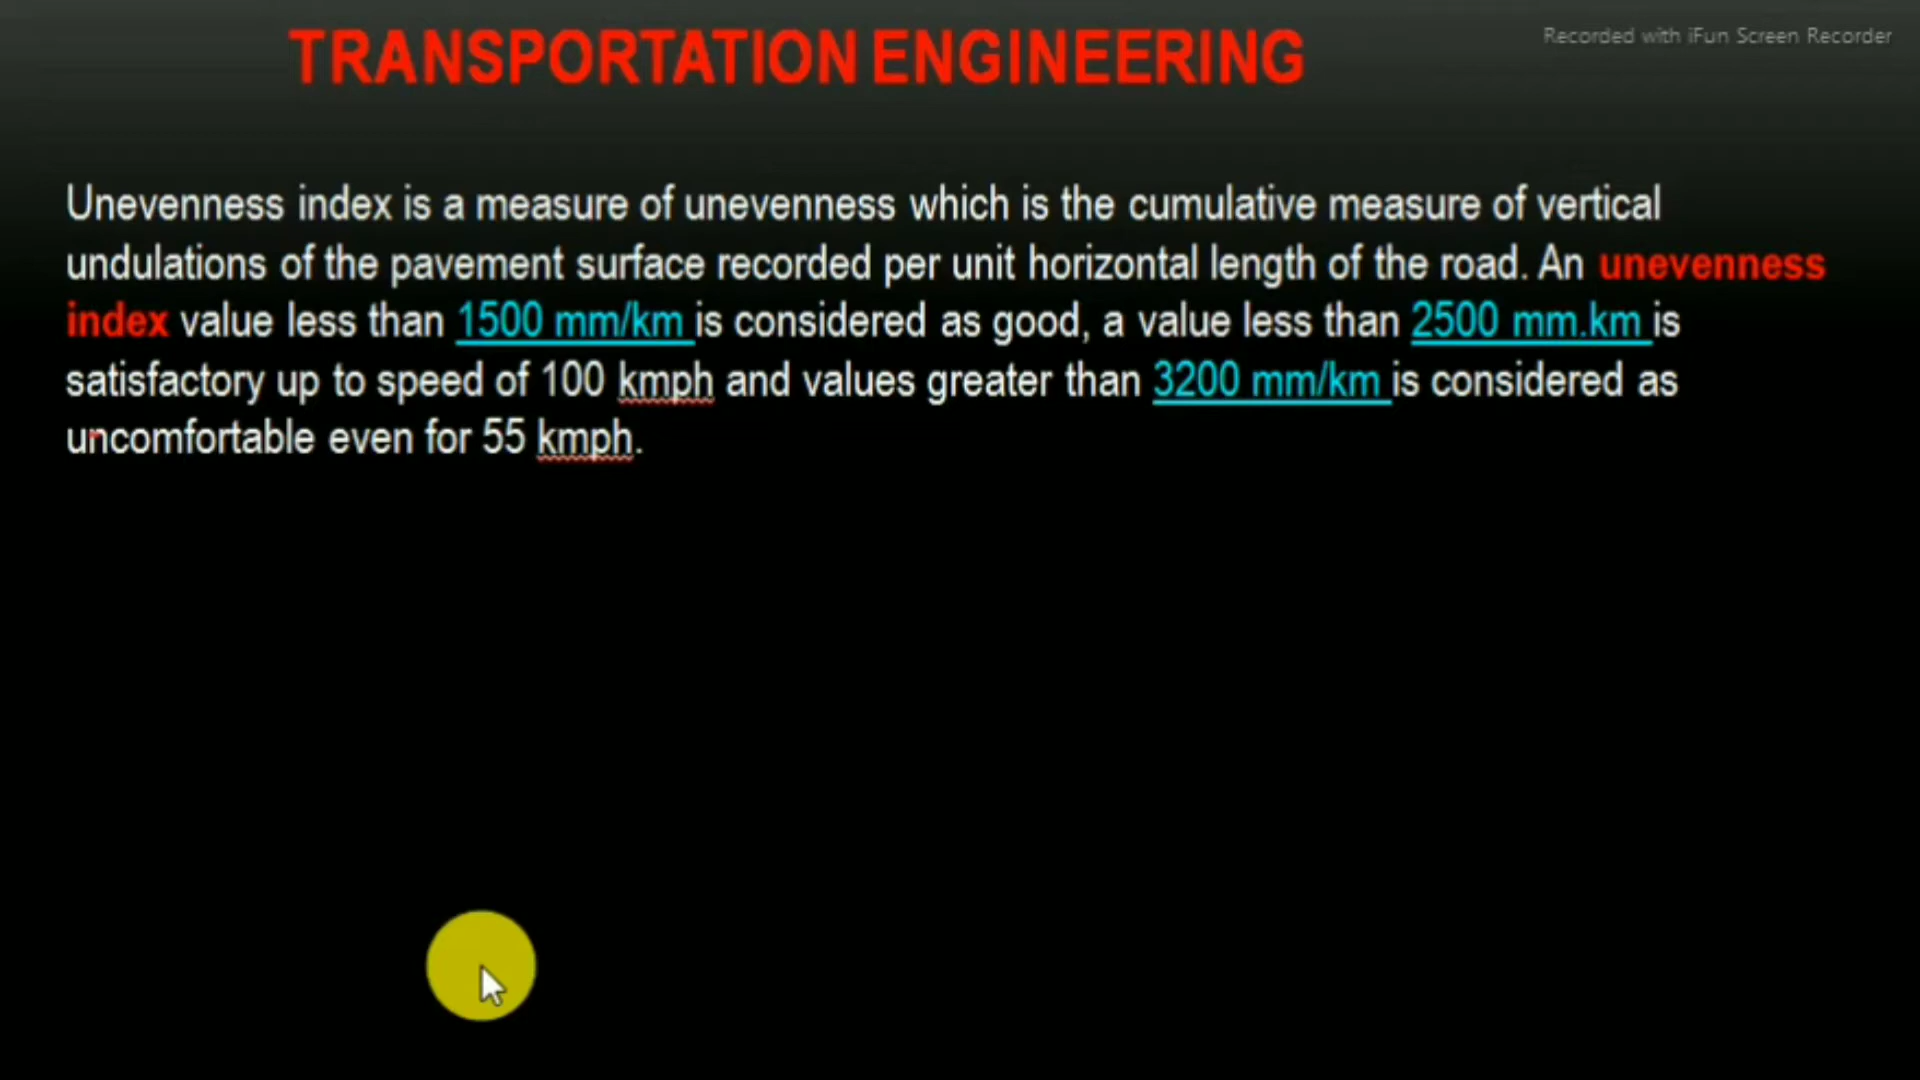 TRANSPORTATION ENGINEERING
Recorded with iFun Screen Recorder
Unevenness index is a measure of unevenness which is the cumulative measure of vertical
undulations of the pavement surface recorded per unit horizontal length of the road. An unevenness
index value less than 1500 mm/km is considered as good, a value less than 2500 mm.km is
satisfactory up to speed of 100 kmph and values greater than 3200 mm/km is considered as
uncomfortable even for 55 kmph.